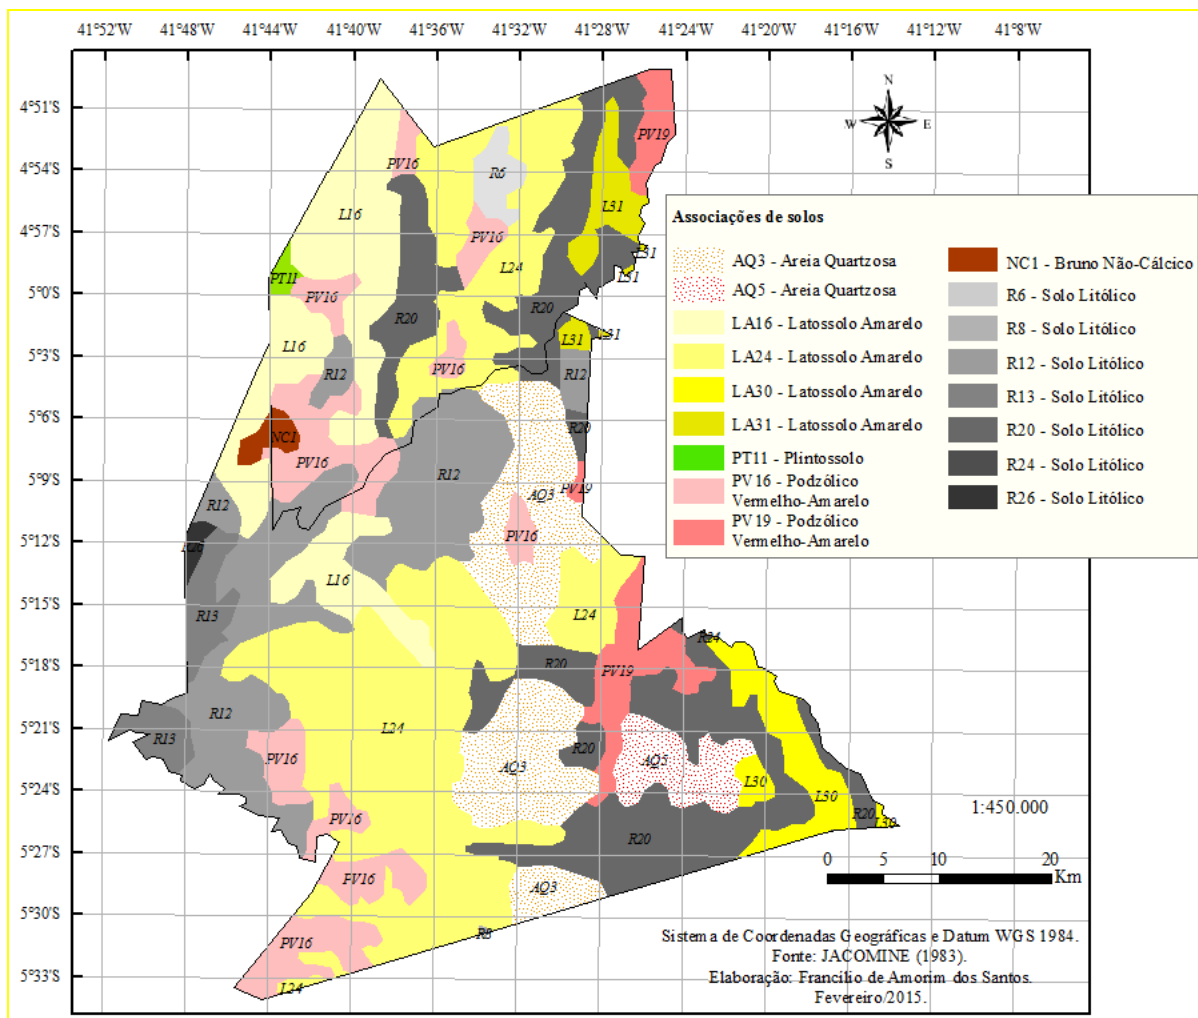 41°52'W 41°48'W 41°44'W 41°40'W 41°36'W 41°32'W 41°28'W 41°24'W 41°20'W 41°16'W 41°12'W 41°8'W
4°51'S
4°54'S
4°57'S
5°0'S
5°3'S
5°6'S
5°9'S
5°12'S
5°15'S
5°18'S
5°21'S
5°24'S
5°27'S
5°30'S
5°33'S
N
W E
S
PV19
PV16
R6
L16
L31
PV16
L31
L24
PT11
L31
PV16
R20
R20
L31
L31
L16
PV16
R12
R12
NC1
R20
PV16
R12
AQ3
PV19
R12
PV16
L16
R13
L24
R24
R20
PV19
R12
L24
R13
R20
PV16
AQ3
AQ5
L30
L30
R20
L30
PV16
R20
PV16
AQ3
R8
PV16
L24
Associações de solos
AQ3 - Areia Quartzosa
AQ5 - Areia Quartzosa
LA16 - Latossolo Amarelo
LA24 - Latossolo Amarelo
LA30 - Latossolo Amarelo
LA31 - Latossolo Amarelo
PT11 - Plintossolo
PV16 - Podzólico
Vermelho-Amarelo
PV19 - Podzólico
Vermelho-Amarelo
NC1 - Bruno Não-Cálcico
R6 - Solo Litólico
R8 - Solo Litólico
R12 - Solo Litólico
R13 - Solo Litólico
R20 - Solo Litólico
R24 - Solo Litólico
R26 - Solo Litólico
1:450.000
0 5 10 20
Km
Sistema de Coordenadas Geográficas e Datum WGS 1984.
Fonte: JACOMINE (1983).
Elaboração: Francílio de Amorim dos Santos.
Fevereiro/2015.